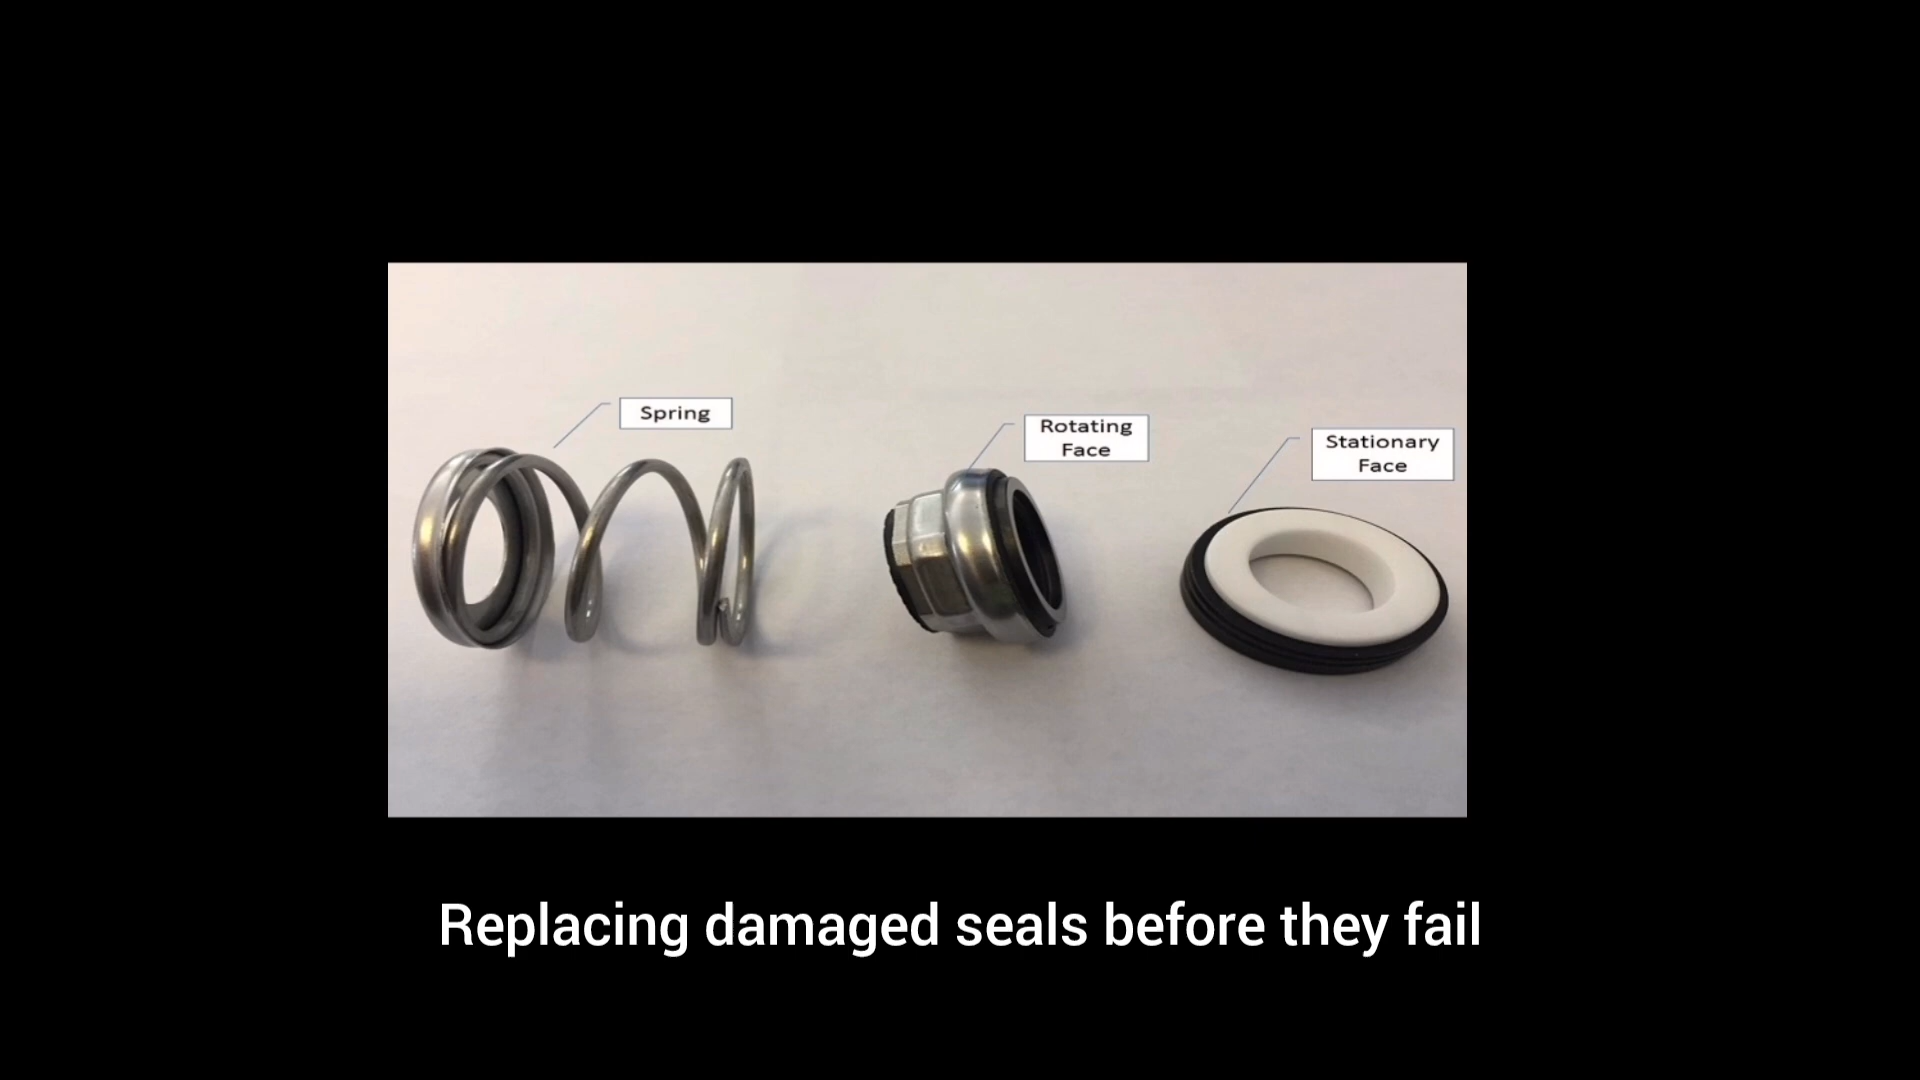 Spring
Rotating
Face
Stationary
Face
Replacing damaged seals before they fail